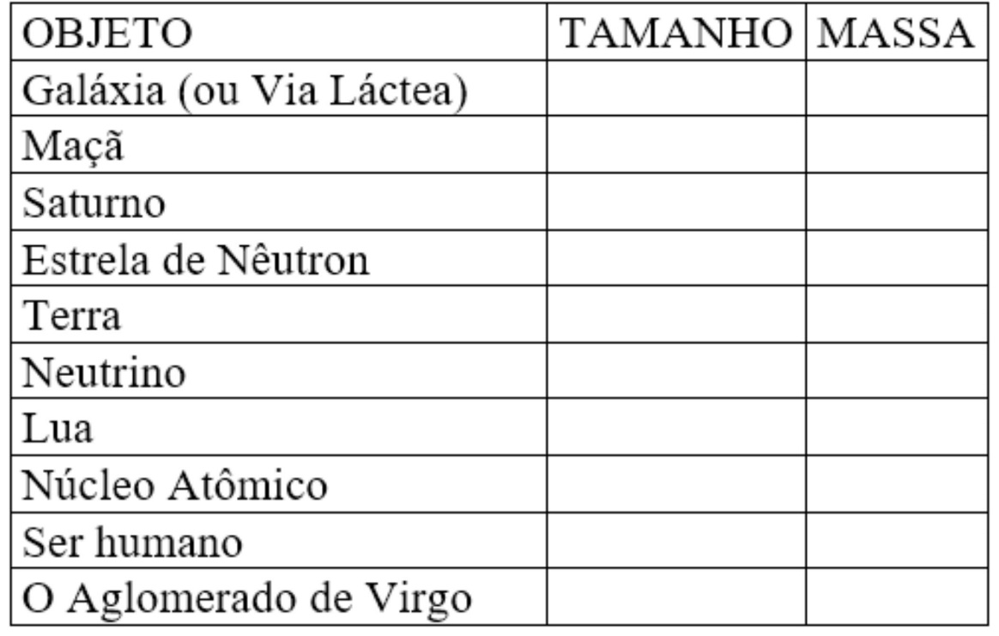 OBJETO TAMANHO MASSA
Galáxia (ou Via Láctea)
Maçã
Saturno
Estrela de Nêutron
Terra
Neutrino
Lua
Núcleo Atômico
Ser humano
O Aglomerado de Virgo